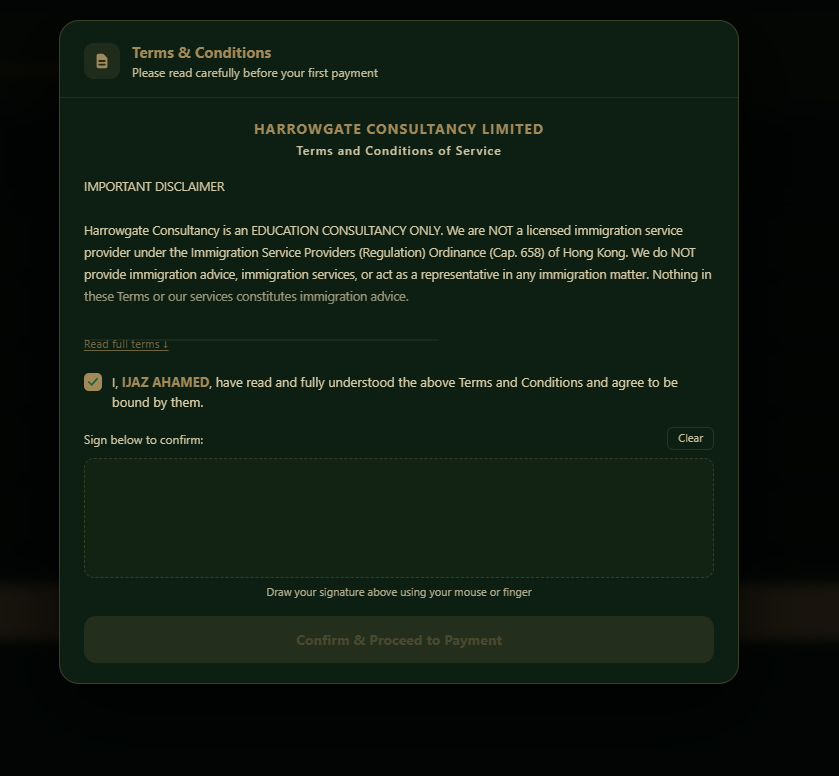 Terms & Conditions
Please read carefully before your first payment
HARROWGATE CONSULTANCY LIMITED
Terms and Conditions of Service
IMPORTANT DISCLAIMER
Harrowgate Consultancy is an EDUCATION CONSULTANCY ONLY. We are NOT a licensed immigration service
provider under the Immigration Service Providers (Regulation) Ordinance (Cap. 658) of Hong Kong. We do NOT
provide immigration advice, immigration services, or act as a representative in any immigration matter. Nothing in
these Terms or our services constitutes immigration advice.
Read full terms ↓
I, IJAZ AHAMED, have read and fully understood the above Terms and Conditions and agree to be
bound by them.
Sign below to confirm:
Clear
Draw your signature above using your mouse or finger
Confirm & Proceed to Payment